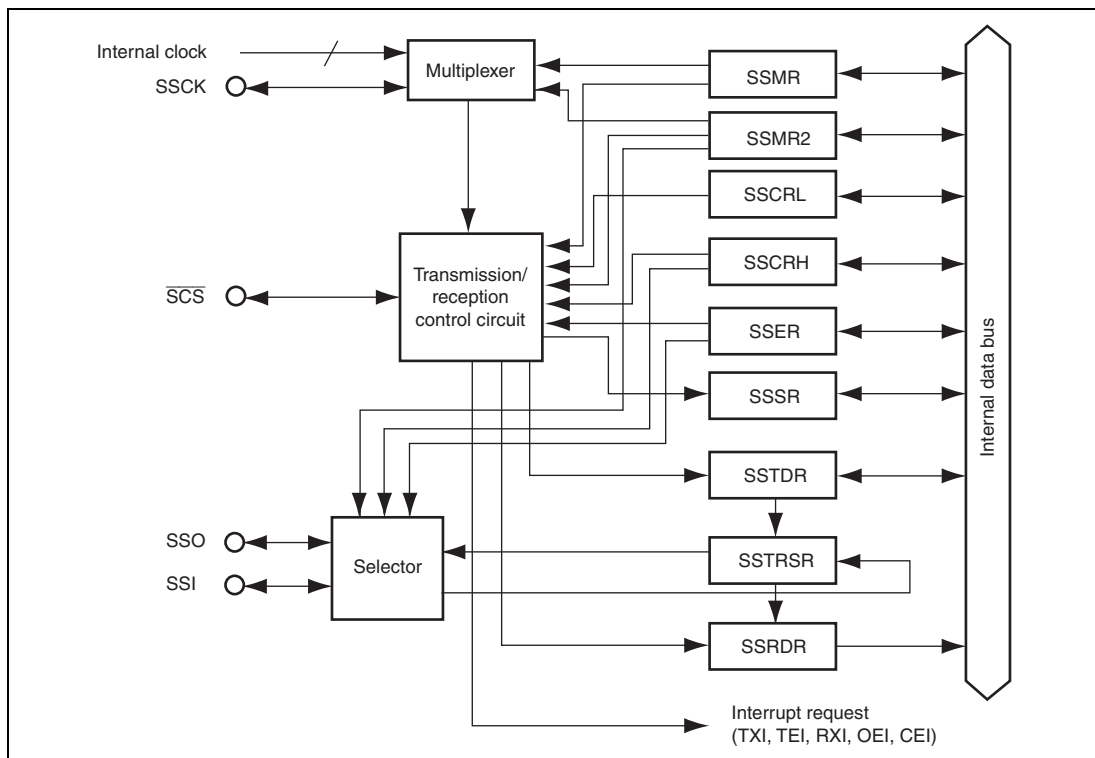 Internal clock
SSCK
Multiplexer
SSMR
SSMR2
SSCRL
SCS
Transmission/
reception
control circuit
SSCRH
SSER
SSSR
Internal data bus
SSTDR
SSO
SSI
Selector
SSTRSR
SSRDR
Interrupt request
(TXI, TEI, RXI, OEI, CEI)